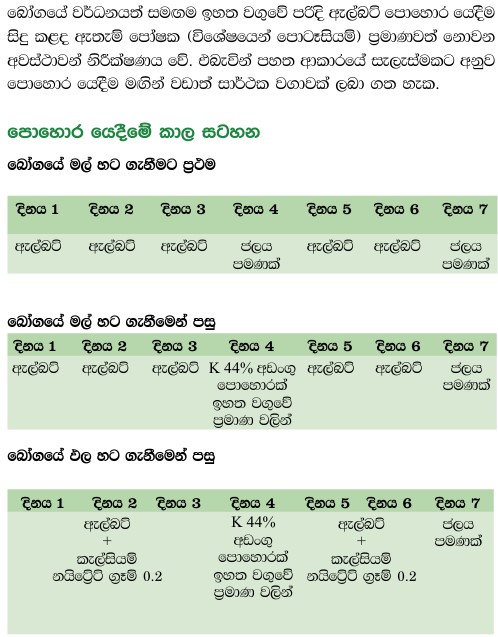 බෝගයේ වර්ධනයත් සමඟම ඉහත වගුවේ පරිදි ඇල්බට් පොහොර යෙදීම
සිදු කළද ඇතැම් පෝෂක (විශේෂයෙන් පොටෑසියම්) ප්‍රමාණවත් නොවන
අවස්ථාවන් නිරීක්ෂණය වේ. එබැවින් පහත ආකාරයේ සැලැස්මකට අනුව
පොහොර යෙදීම මඟින් වඩාත් සාර්ථක වගාවක් ලබා ගත හැක.
පොහොර යෙදීමේ කාල සටහන
බෝගයේ මල් හට ගැනීමට ප්‍රථම
දිනය 1 දිනය 2 දිනය 3 දිනය 4 දිනය 5 දිනය 6 දිනය 7
ඇල්බට් ඇල්බට් ඇල්බට් ජලය ඇල්බට් ඇල්බට් ජලය
පමණක් පමණක්
බෝගයේ මල් හට ගැනීමෙන් පසු
දිනය 1 දිනය 2 දිනය 3 දිනය 4 දිනය 5 දිනය 6 දිනය 7
ඇල්බට් ඇල්බට් ඇල්බට් K 44% අඩංගු ඇල්බට් ඇල්බට් ජලය
පොහොරක් පමණක්
ඉහත වගුවේ
ප්‍රමාණ වලින්
බෝගයේ ඵල හට ගැනීමෙන් පසු
දිනය 1 දිනය 2 දිනය 3 දිනය 4 දිනය 5 දිනය 6 දිනය 7
ඇල්බට් K 44% ඇල්බට් ජලය
+ අඩංගු + පමණක්
කැල්සියම් පොහොරක් කැල්සියම්
නයිට්‍රේට් ග්‍රෑම් 0.2 ඉහත වගුවේ නයිට්‍රේට් ග්‍රෑම් 0.2
ප්‍රමාණ වලින්